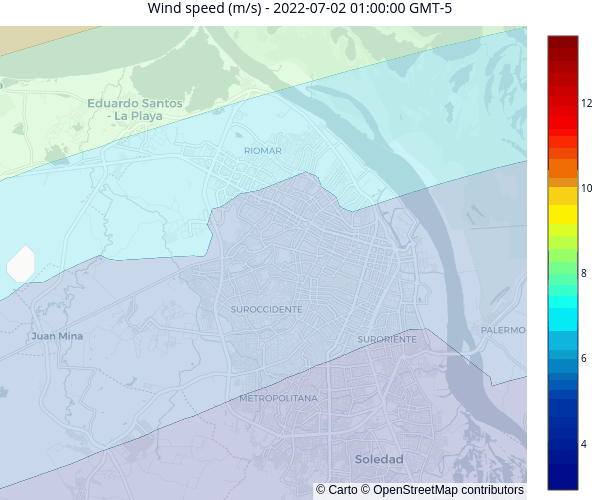 Wind speed (m/s) - 2022-07-02 01:00:00 GMT-5
Eduardo Santos
- La Playa
RIOMAR
SUROCCIDENTE
Juan Mina
SURORIENTE
PALERMO
METROPOLITANA
Soledad
© Carto © OpenStreetMap contributors
12
10
8
6
4